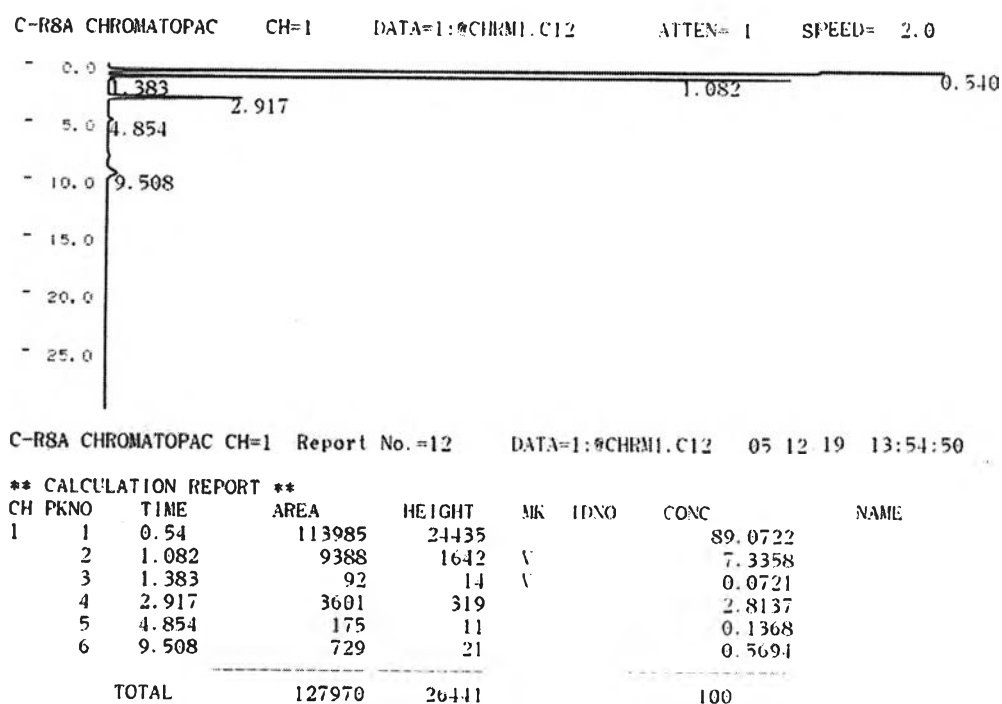 C-R8A CHROMATOPAC CH=1 DATA=1:@CHRM1.C12 ATTEN= 1 SPEED= 2.0
- 0.0
0.540
1.383 1.082
2.917
- 5.0 4.854
- 10.0 9.508
- 15.0
- 20.0
- 25.0
C-R8A CHROMATOPAC CH=1 Report No.=12 DATA=1:@CHRM1.C12 05 12 19 13:54:50
** CALCULATION REPORT **
CH PKNO TIME AREA HEIGHT MK IDNO CONC NAME
1 1 0.54 113985 24435 89.0722
2 1.082 9388 1642 V 7.3358
3 1.383 92 14 V 0.0721
4 2.917 3601 319 2.8137
5 4.854 175 11 0.1368
6 9.508 729 21 0.5694
TOTAL 127970 26441 100